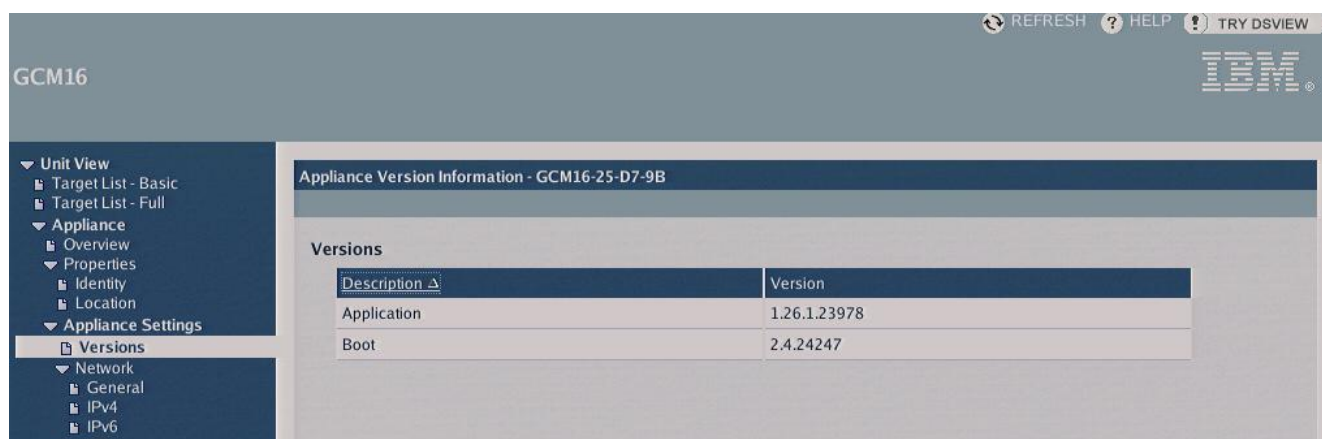 REFRESH ? HELP ! TRY DSVIEW
GCM16
IBM®
Unit View
Target List - Basic
Target List - Full
Appliance
Overview
Properties
Identity
Location
Appliance Settings
Versions
Network
General
IPv4
IPv6
Appliance Version Information - GCM16-25-D7-9B
Versions
Description Version
Application 1.26.1.23978
Boot 2.4.24247